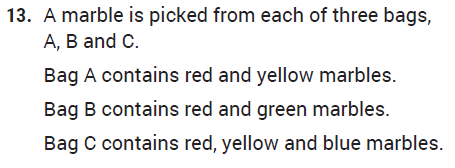 13. A marble is picked from each of three bags,
A, B and C.
Bag A contains red and yellow marbles.
Bag B contains red and green marbles.
Bag C contains red, yellow and blue marbles.